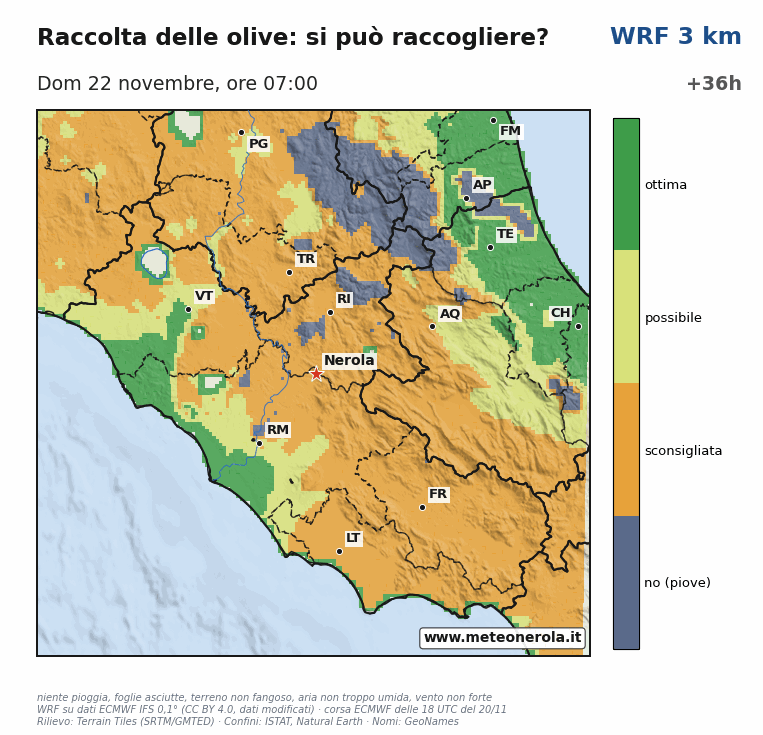 Raccolta delle olive: si può raccogliere?
WRF 3 km
Dom 22 novembre, ore 07:00
+36h
FM
PG
AP
TE
TR
VT
RI
AQ
CH
Nerola
RM
FR
LT
www.meteonerola.it
ottima
possibile
sconsigliata
no (piove)
niente pioggia, foglie asciutte, terreno non fangoso, aria non troppo umida, vento non forte
WRF su dati ECMWF IFS 0,1° (CC BY 4.0, dati modificati) · corsa ECMWF delle 18 UTC del 20/11
Rilievo: Terrain Tiles (SRTM/GMTED) · Confini: ISTAT, Natural Earth · Nomi: GeoNames